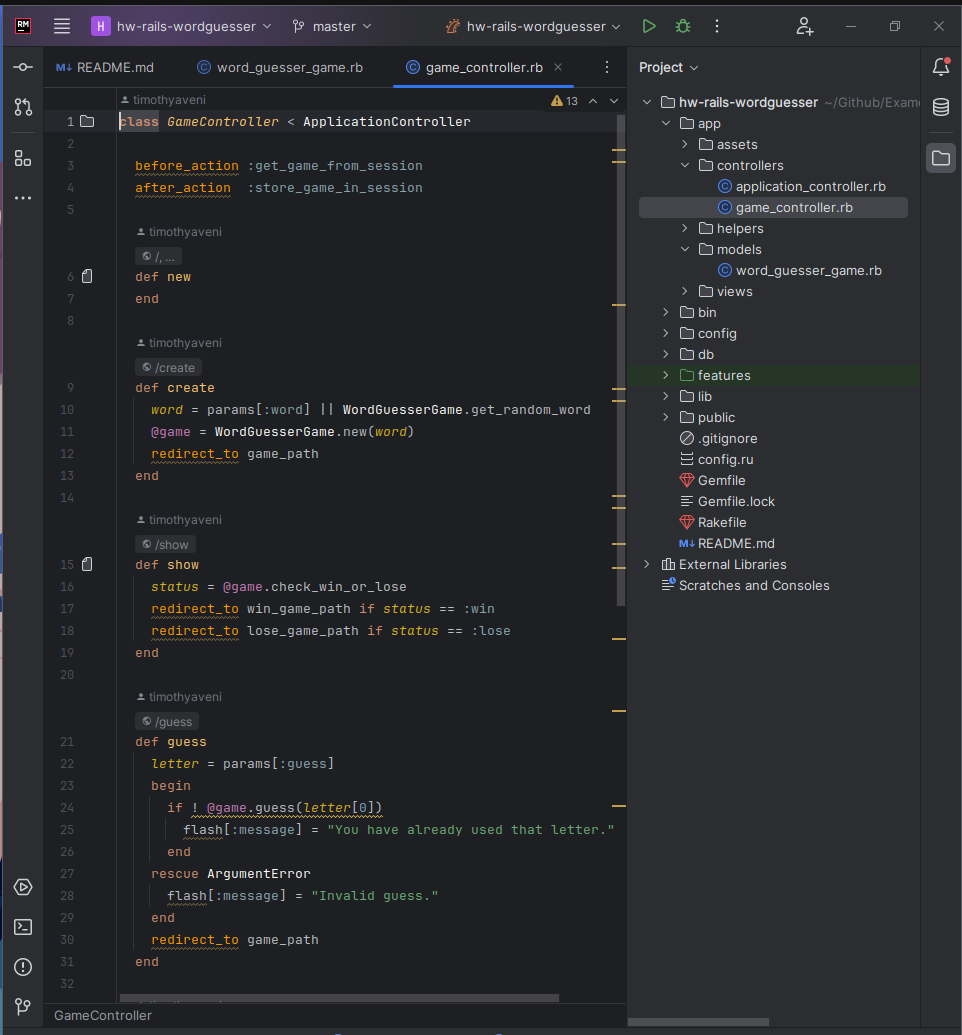 RM
H hw-rails-wordguesser master hw-rails-wordguesser
M↓ README.md word_guesser_game.rb game_controller.rb
Project
timothyaveni 13
1 class GameController < ApplicationController
2
3 before_action :get_game_from_session
4 after_action :store_game_in_session
5
timothyaveni
/, ...
6 def new
7 end
8
timothyaveni
/create
9 def create
10 word = params[:word] || WordGuesserGame.get_random_word
11 @game = WordGuesserGame.new(word)
12 redirect_to game_path
13 end
14
timothyaveni
/show
15 def show
16 status = @game.check_win_or_lose
17 redirect_to win_game_path if status == :win
18 redirect_to lose_game_path if status == :lose
19 end
20
timothyaveni
/guess
21 def guess
22 letter = params[:guess]
23 begin
24 if ! @game.guess(letter[0])
25 flash[:message] = "You have already used that letter."
26 end
27 rescue ArgumentError
28 flash[:message] = "Invalid guess."
29 end
30 redirect_to game_path
31 end
32
GameController
hw-rails-wordguesser ~/Github/Exam
app
assets
controllers
application_controller.rb
game_controller.rb
helpers
models
word_guesser_game.rb
views
bin
config
db
features
lib
public
.gitignore
config.ru
Gemfile
Gemfile.lock
Rakefile
M↓ README.md
External Libraries
Scratches and Consoles